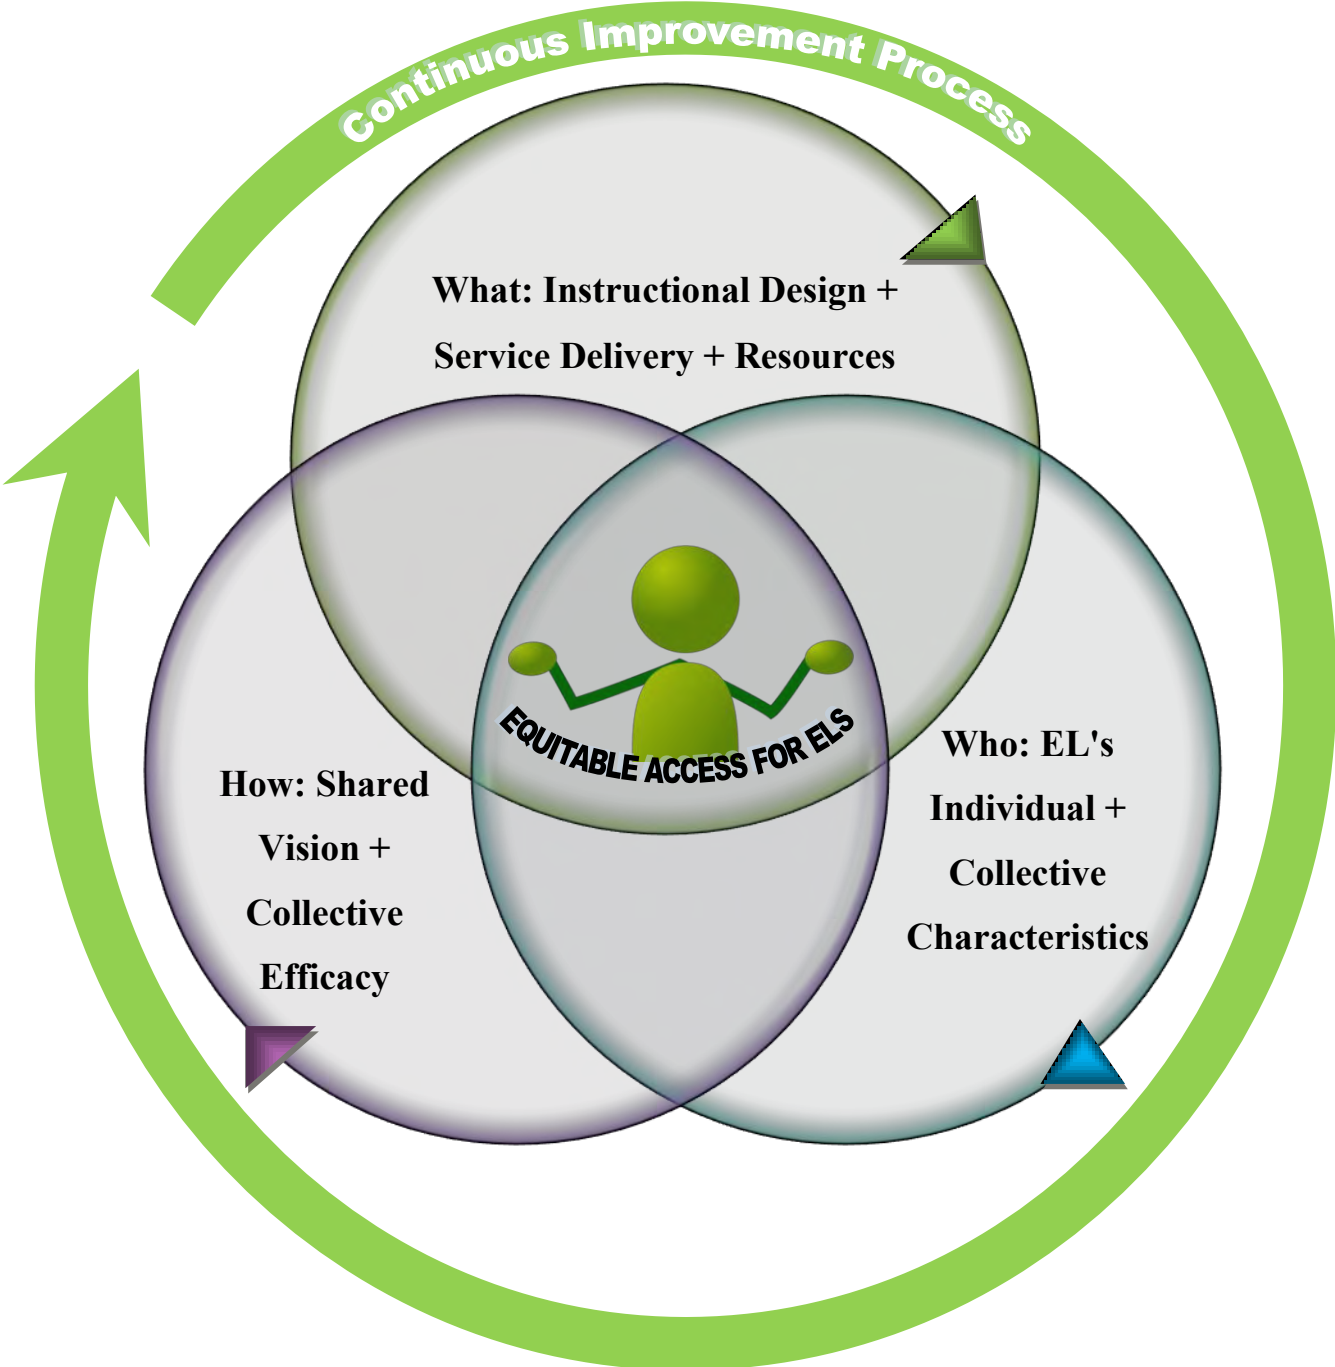 Continuous Improvement Process
What: Instructional Design +
Service Delivery + Resources
EQUITABLE ACCESS FOR ELS
How: Shared
Vision +
Collective
Efficacy
Who: EL's
Individual +
Collective
Characteristics